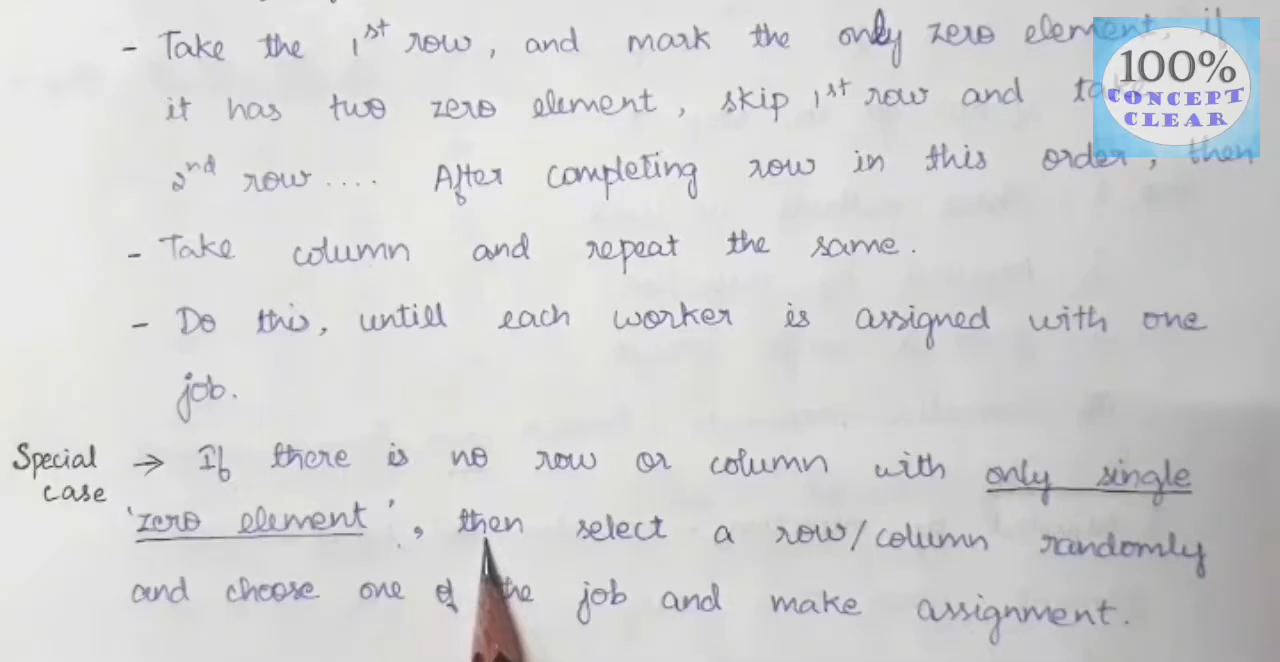 - Take the 1st row, and mark the only zero element, if
it has two zero element, skip 1st row and take
2nd row .... After completing row in this order, then
- Take column and repeat the same.
- Do this, untill each worker is assigned with one
job.
Special case → If there is no row or column with only single
'zero element', then select a row/column randomly
and choose one of the job and make assignment.
100%
CONCEPT
CLEAR